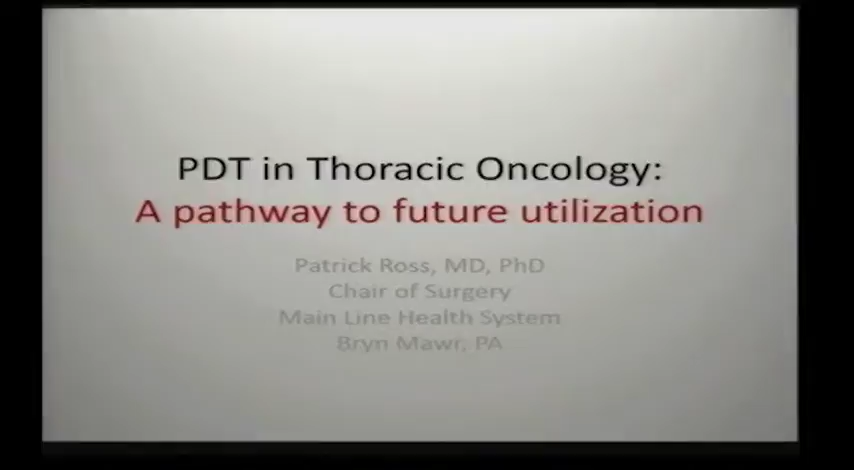 PDT in Thoracic Oncology:
A pathway to future utilization
Patrick Ross, MD, PhD
Chair of Surgery
Main Line Health System
Bryn Mawr, PA